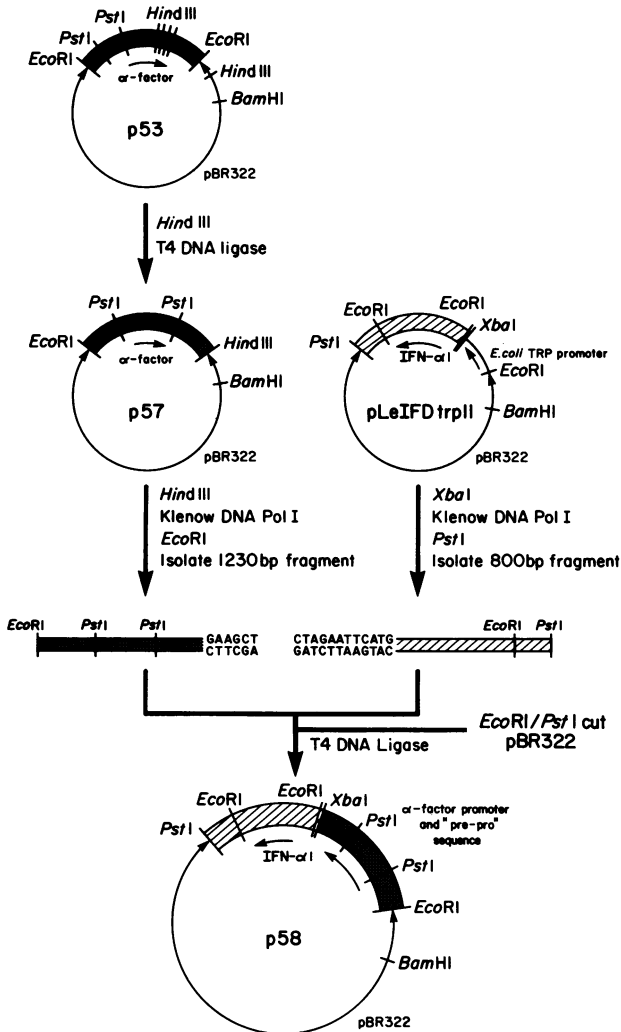 HindIII
PstI
PstI
EcoRI
EcoRI
HindIII
α-factor
BamHI
p53
pBR322
HindIII
T4 DNA ligase
PstI
PstI
EcoRI
HindIII
α-factor
BamHI
p57
pBR322
EcoRI
EcoRI
XbaI
PstI
IFN-αI
E.coli TRP promoter
EcoRI
BamHI
pLeIFDtrpII
pBR322
HindIII
Klenow DNA Pol I
EcoRI
Isolate 1230bp fragment
XbaI
Klenow DNA Pol I
PstI
Isolate 800bp fragment
EcoRI PstI PstI
GAAGCT
CTTCGA
CTAGAATTCATG
GATCTTAAGTAC
EcoRI PstI
EcoRI/PstI cut
pBR322
T4 DNA Ligase
EcoRI
EcoRI
XbaI
PstI
PstI
α-factor promoter
and "pre-pro"
sequence
IFN-αI
PstI
EcoRI
p58
BamHI
pBR322